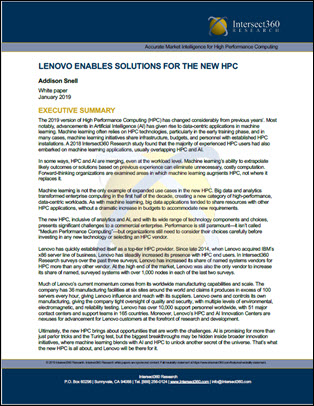 Intersect360
RESEARCH
Accurate Market Intelligence for High Performance Computing
LENOVO ENABLES SOLUTIONS FOR THE NEW HPC
Addison Snell
White paper
January 2019
EXECUTIVE SUMMARY
The 2019 version of High Performance Computing (HPC) has changed considerably from previous years'. Most
notably, advancements in Artificial Intelligence (AI) has given rise to data-centric applications in machine
learning. Machine learning often relies on HPC technologies, particularly in the early training phase, and in
many cases, machine learning initiatives share infrastructure, budgets, and personnel with established HPC
installations. A 2018 Intersect360 Research study found that the majority of experienced HPC users had also
embarked on machine learning applications, usually overlapping HPC and AI.
In some ways, HPC and AI are merging, even at the workload level. Machine learning's ability to extrapolate
likely outcomes or solutions based on previous experience can eliminate unnecessary, costly computation.
Forward-thinking organizations are examining areas in which machine learning augments HPC, not where it
replaces it.
Machine learning is not the only example of expanded use cases in the new HPC. Big data and analytics
transformed enterprise computing in the first half of the decade, creating a new category of high-performance,
data-centric workloads. As with machine learning, big data applications tended to share resources with other
HPC applications, without a dramatic increase in budgets to accommodate new requirements.
The new HPC, inclusive of analytics and AI, and with its wide range of technology components and choices,
presents significant challenges to a commercial enterprise. Performance is still paramount—it isn't called
"Medium Performance Computing"—but organizations still need to consider their choices carefully before
investing in any new technology or selecting an HPC vendor.
Lenovo has quickly established itself as a top-tier HPC provider. Since late 2014, when Lenovo acquired IBM's
x86 server line of business, Lenovo has steadily increased its presence with HPC end users. In Intersect360
Research surveys over the past three surveys, Lenovo has increased its share of named systems vendors for
HPC more than any other vendor. At the high end of the market, Lenovo was also the only vendor to increase
its share of named, surveyed systems with over 1,000 nodes in each of the last two surveys.
Much of Lenovo's current momentum comes from its worldwide manufacturing capabilities and scale. The
company has 35 manufacturing facilities at six sites around the world and claims it produces in excess of 100
servers every hour, giving Lenovo influence and reach with its suppliers. Lenovo owns and controls its own
manufacturing, giving the company tight oversight of quality and security, with multiple levels of environmental,
electromagnetic, and reliability testing. Lenovo has over 10,000 support personnel worldwide, with 51 major
contact centers and support teams in 165 countries. Moreover, Lenovo's HPC and AI Innovation Centers are
nexuses for advancement for Lenovo customers at the forefront of research and development.
Ultimately, the new HPC brings about opportunities that are worth the challenges. AI is promising for more than
just parlor tricks and the Turing test, but the biggest breakthroughs may be hidden inside broader innovation
initiatives, where machine learning blends with AI and HPC to unlock another secret of the universe. That's what
the new HPC is all about, and Lenovo will be there for it.
P.O. Box 60296 | Sunnyvale, CA 94088 | Tel. [888] 256-0124 | www.Intersect360.com | info@Intersect360.com